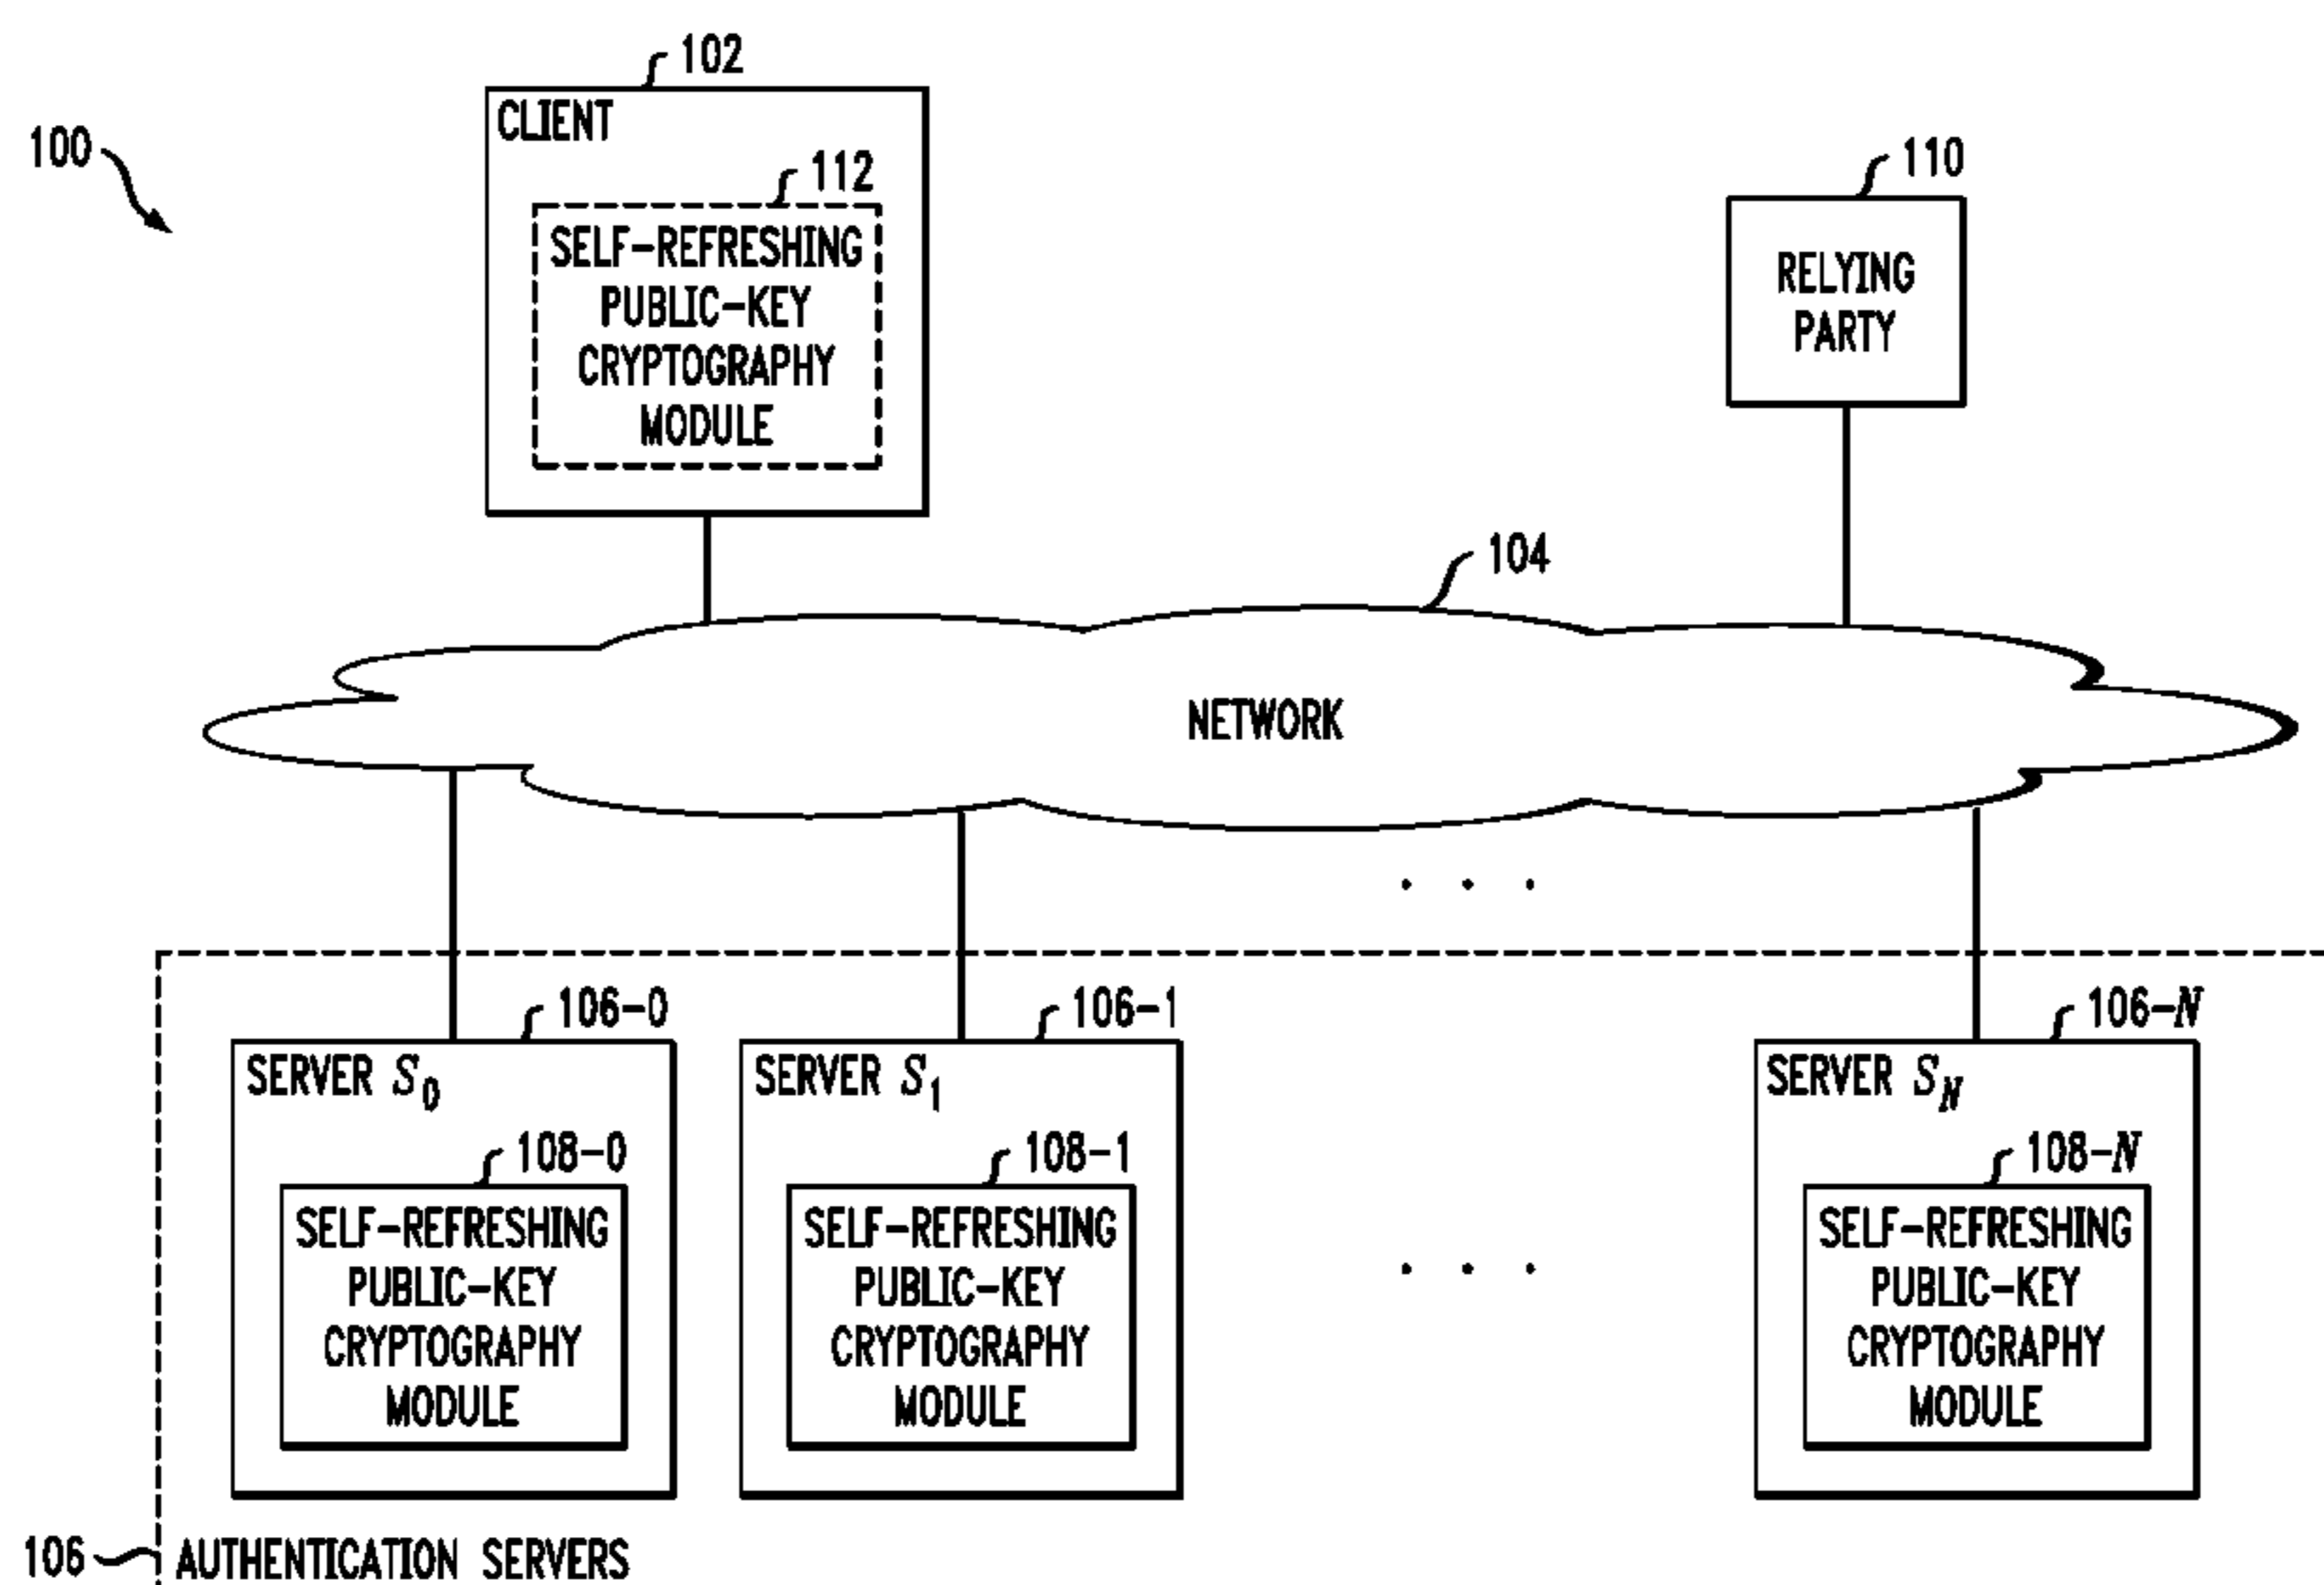 102
CLIENT
100
112
SELF-REFRESHING
PUBLIC-KEY
CRYPTOGRAPHY
MODULE
110
RELYING
PARTY
104
NETWORK
. . .
106-0
106-1
106-N
SERVER S0
SERVER S1
SERVER SN
108-0
108-1
108-N
SELF-REFRESHING
PUBLIC-KEY
CRYPTOGRAPHY
MODULE
SELF-REFRESHING
PUBLIC-KEY
CRYPTOGRAPHY
MODULE
. . .
SELF-REFRESHING
PUBLIC-KEY
CRYPTOGRAPHY
MODULE
106
AUTHENTICATION SERVERS